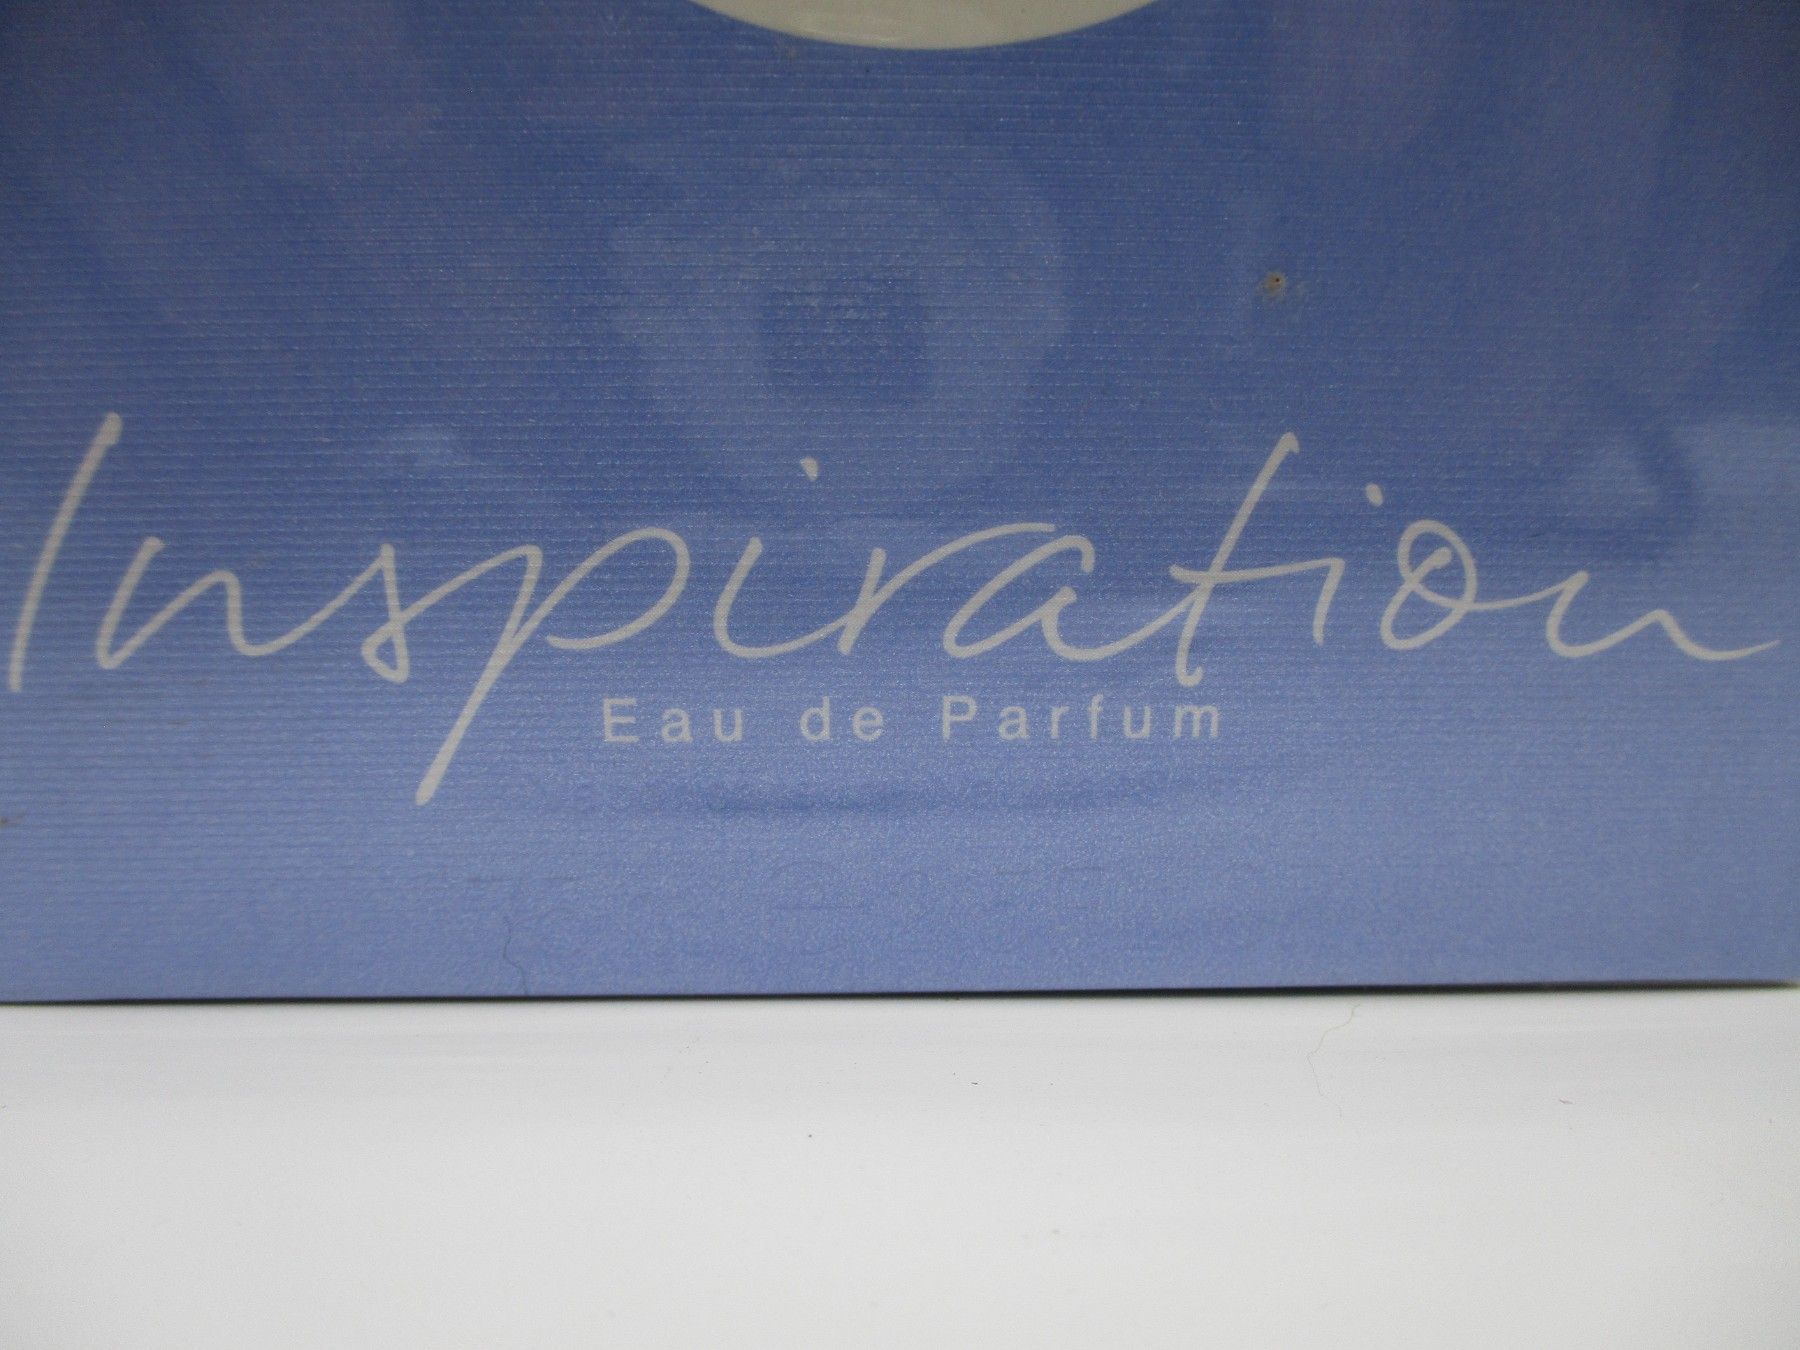 Inspiration
Eau de Parfum